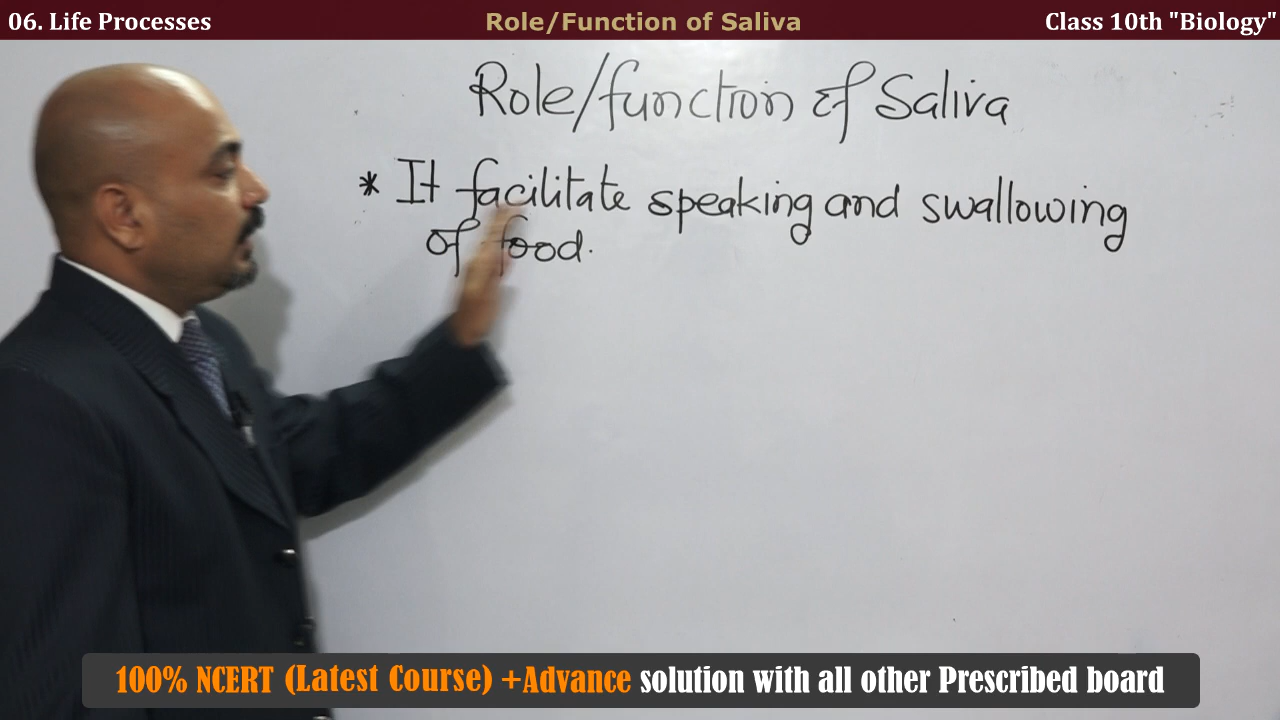 06. Life Processes
Role/Function of Saliva
Class 10th "Biology"
Role/function of Saliva
* It facilitate speaking and swallowing
of food.
100% NCERT (Latest Course) +Advance solution with all other Prescribed board